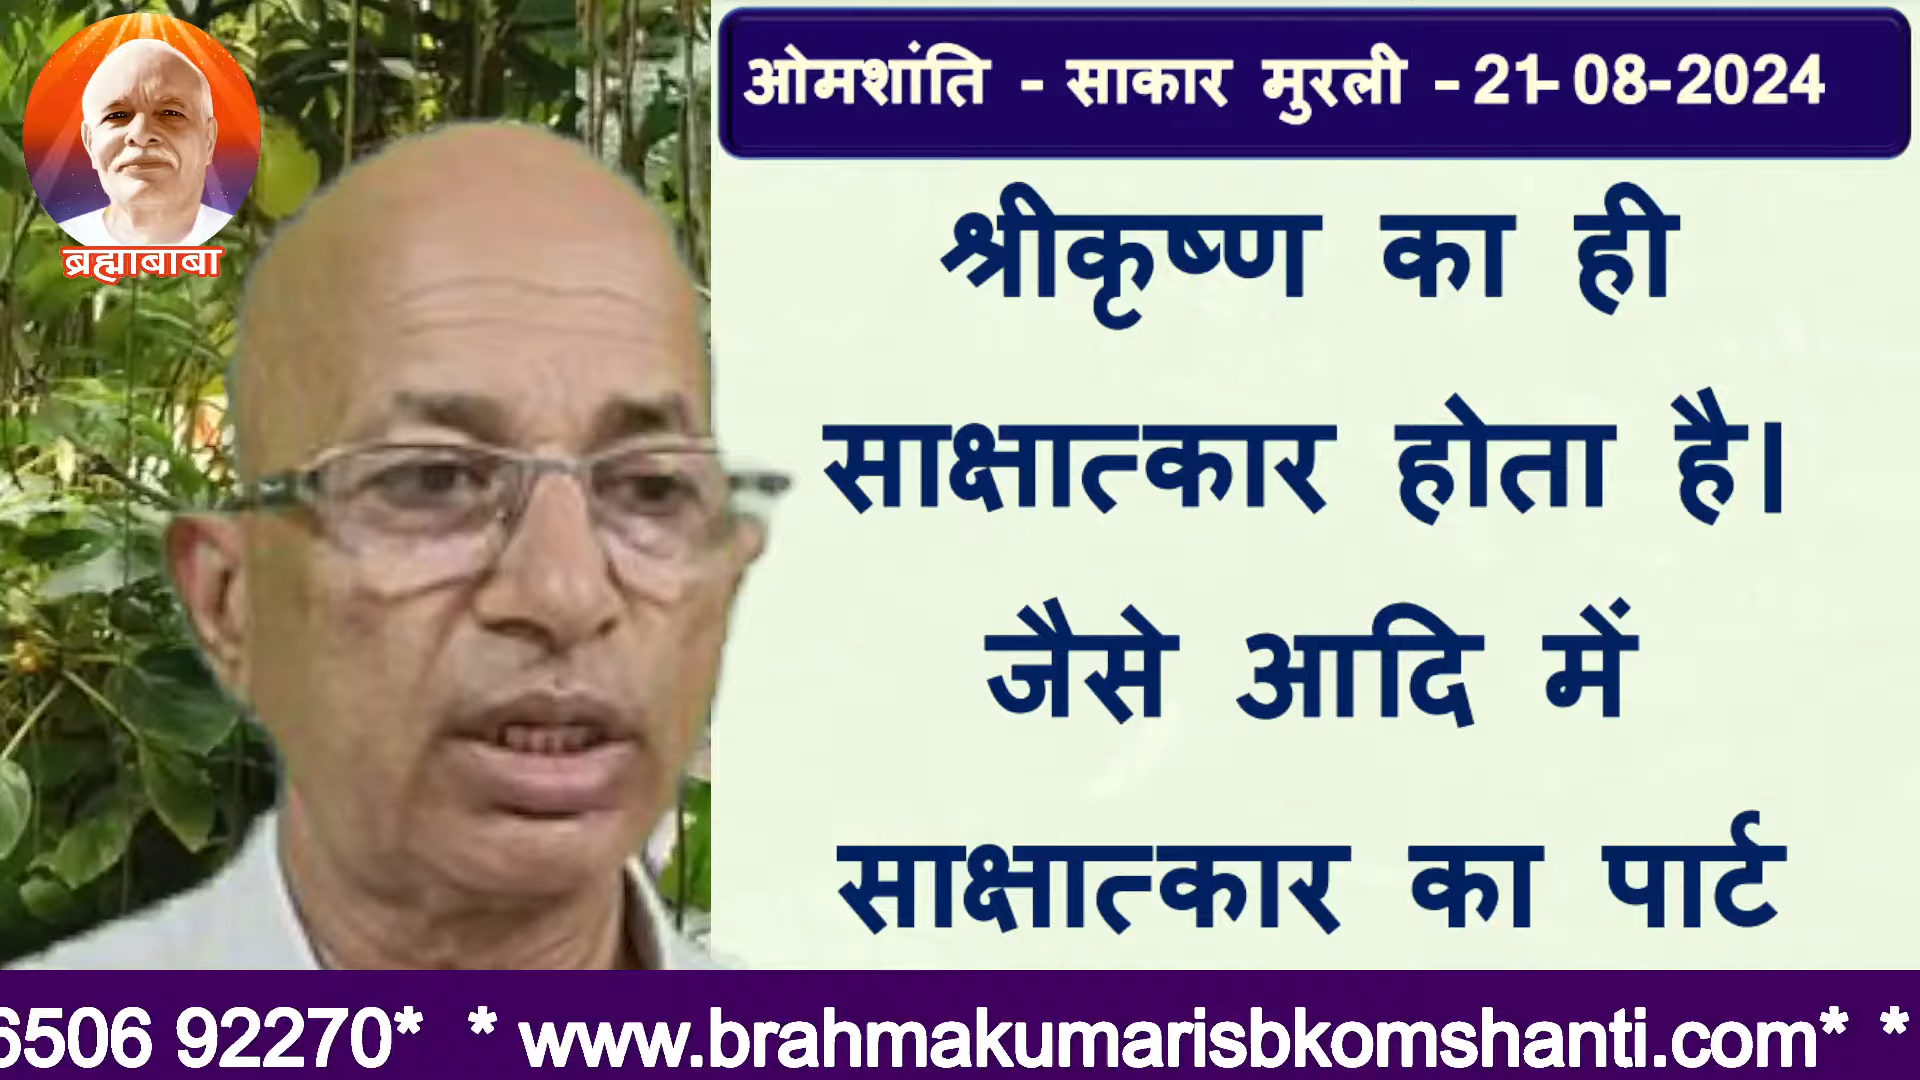 ओमशांति - साकार मुरली - 21-08-2024
ब्रह्माबाबा
श्रीकृष्ण का ही
साक्षात्कार होता है।
जैसे आदि में
साक्षात्कार का पार्ट
6506 92270* * www.brahmakumarisbkomshanti.com* *